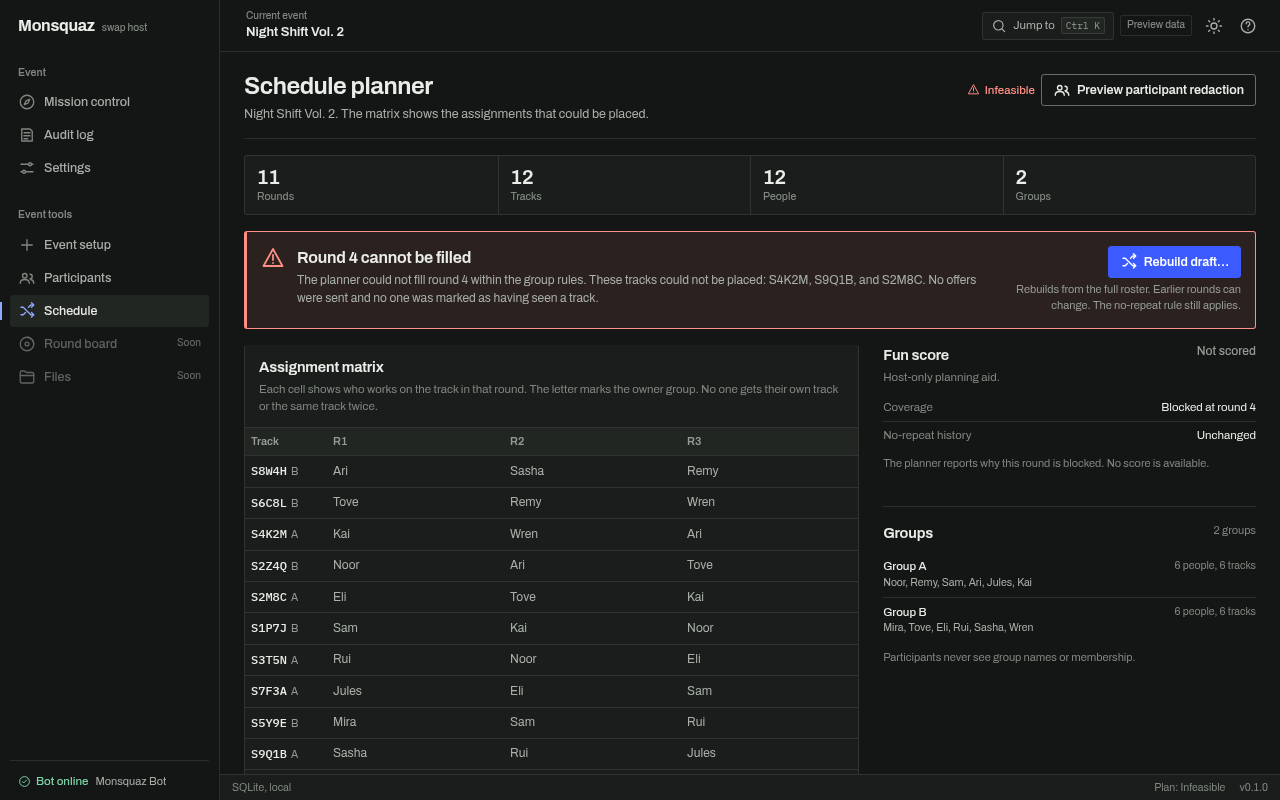 Monsquaz swap host
Current event
Night Shift Vol. 2
Jump to Ctrl K
Preview data
Event
Mission control
Audit log
Settings
Event tools
Event setup
Participants
Schedule
Round board Soon
Files Soon
Bot online Monsquaz Bot
Schedule planner
Night Shift Vol. 2. The matrix shows the assignments that could be placed.
Infeasible
Preview participant redaction
11
Rounds
12
Tracks
12
People
2
Groups
Round 4 cannot be filled
The planner could not fill round 4 within the group rules. These tracks could not be placed: S4K2M, S9Q1B, and S2M8C. No offers
were sent and no one was marked as having seen a track.
Rebuild draft...
Rebuilds from the full roster. Earlier rounds can
change. The no-repeat rule still applies.
Assignment matrix
Each cell shows who works on the track in that round. The letter marks the owner group. No one gets their own track
or the same track twice.
Track R1 R2 R3
S8W4H B Ari Sasha Remy
S6C8L B Tove Remy Wren
S4K2M A Kai Wren Ari
S2Z4Q B Noor Ari Tove
S2M8C A Eli Tove Kai
S1P7J B Sam Kai Noor
S3T5N A Rui Noor Eli
S7F3A A Jules Eli Sam
S5Y9E B Mira Sam Rui
S9Q1B A Sasha Rui Jules
Fun score Not scored
Host-only planning aid.
Coverage Blocked at round 4
No-repeat history Unchanged
The planner reports why this round is blocked. No score is available.
Groups 2 groups
Group A 6 people, 6 tracks
Noor, Remy, Sam, Ari, Jules, Kai
Group B 6 people, 6 tracks
Mira, Tove, Eli, Rui, Sasha, Wren
Participants never see group names or membership.
SQLite, local
Plan: Infeasible v0.1.0